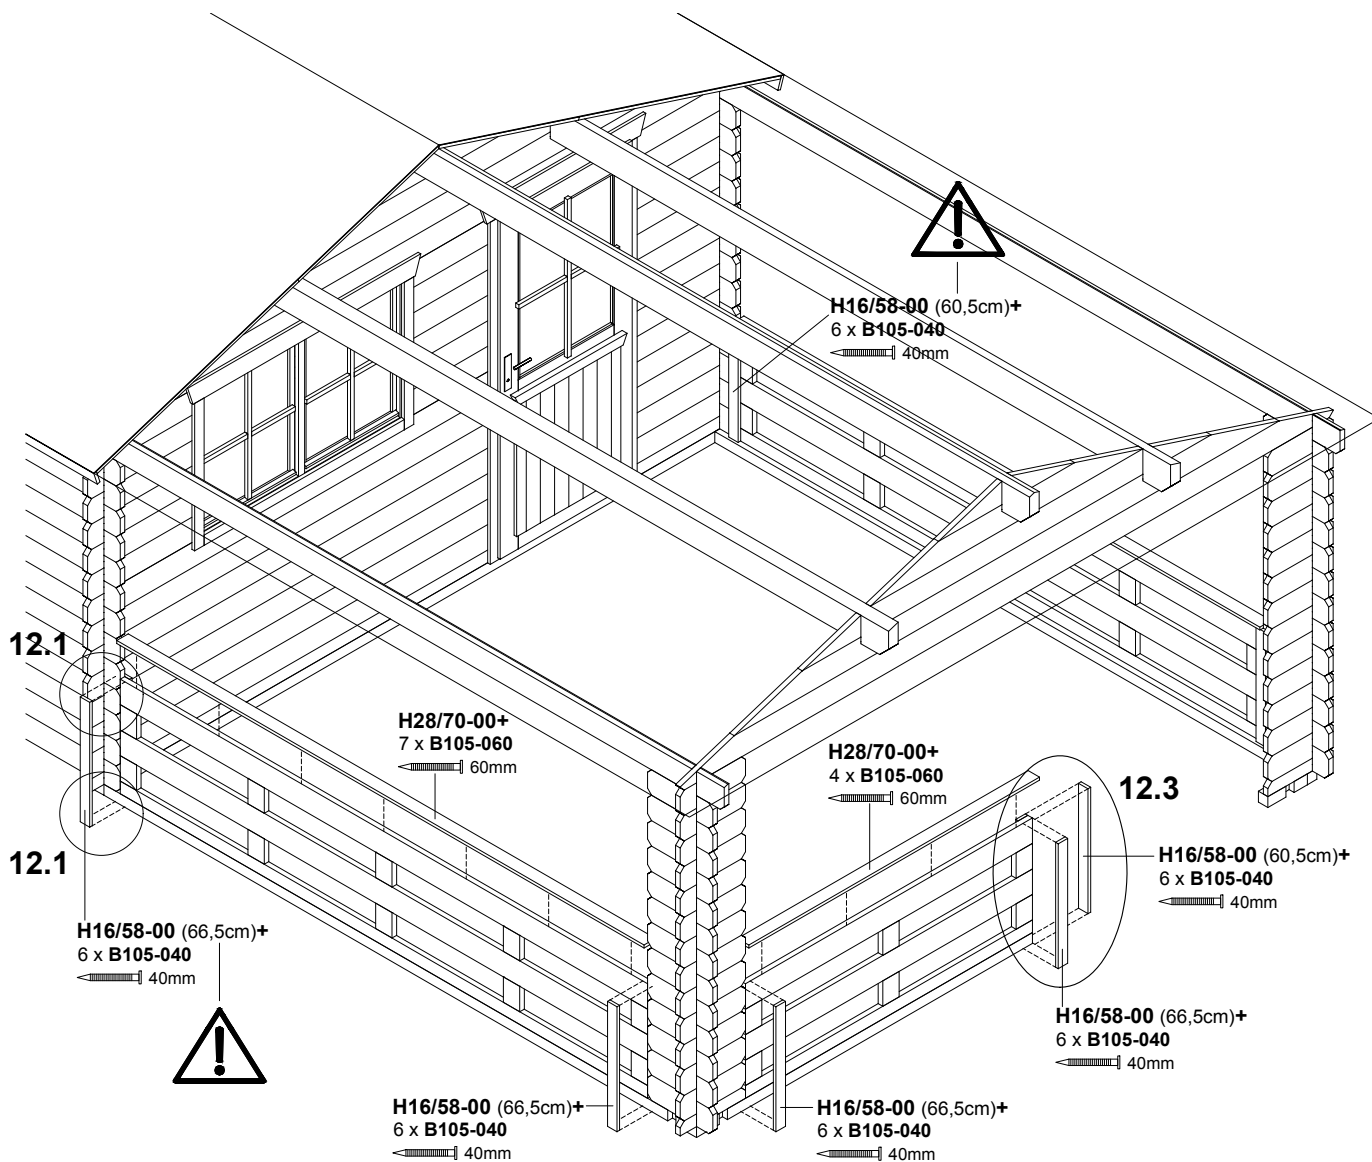 H16/58-00 (60,5cm)+
6 x B105-040
40mm
12.1
H28/70-00+
7 x B105-060
60mm
H28/70-00+
4 x B105-060
60mm
12.3
12.1
H16/58-00 (60,5cm)+
6 x B105-040
40mm
H16/58-00 (66,5cm)+
6 x B105-040
40mm
H16/58-00 (66,5cm)+
6 x B105-040
40mm
H16/58-00 (66,5cm)+
6 x B105-040
40mm
H16/58-00 (66,5cm)+
6 x B105-040
40mm